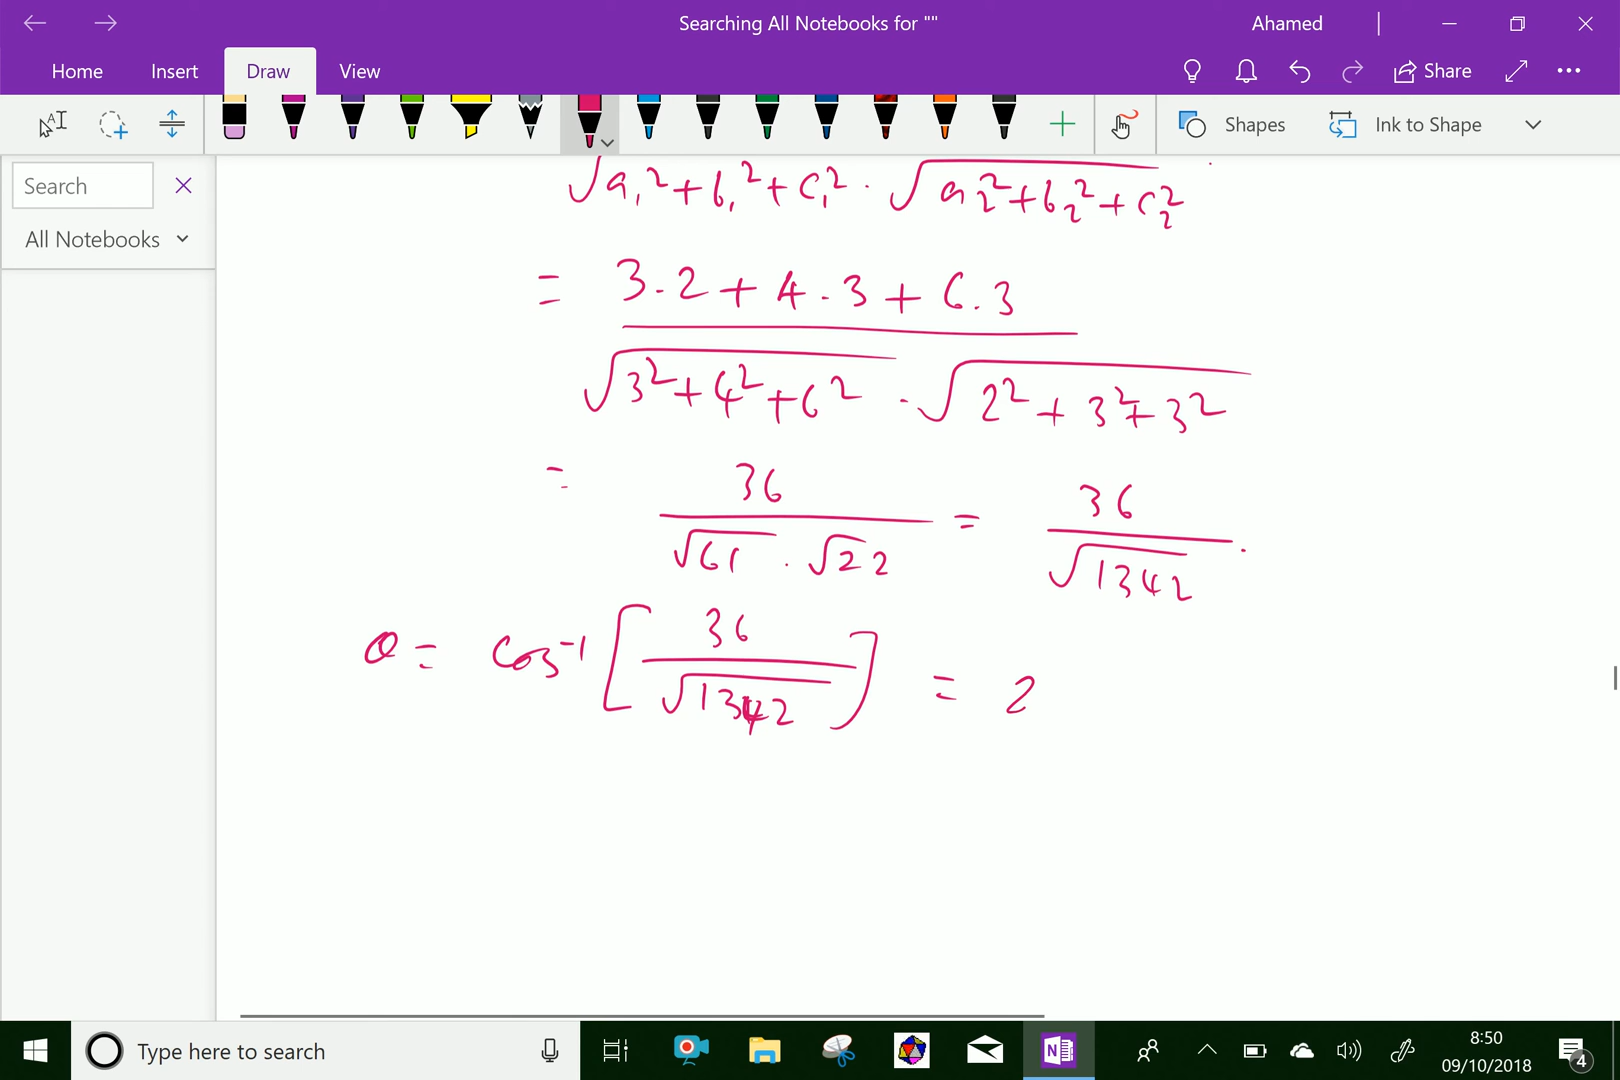 Searching All Notebooks for ""
Ahamed
Home Insert Draw View
Share
Shapes
Ink to Shape
Search
All Notebooks
√a₁²+b₁²+c₁² · √a₂²+b₂²+c₂²
= 3.2+4.3+6.3
√3²+4²+6² . √2²+3²+3²
= 36 = 36
√61 . √22 √1342 .
θ = cos⁻¹ [ 36 / √1342 ] = 2
Type here to search
8:50
09/10/2018
4